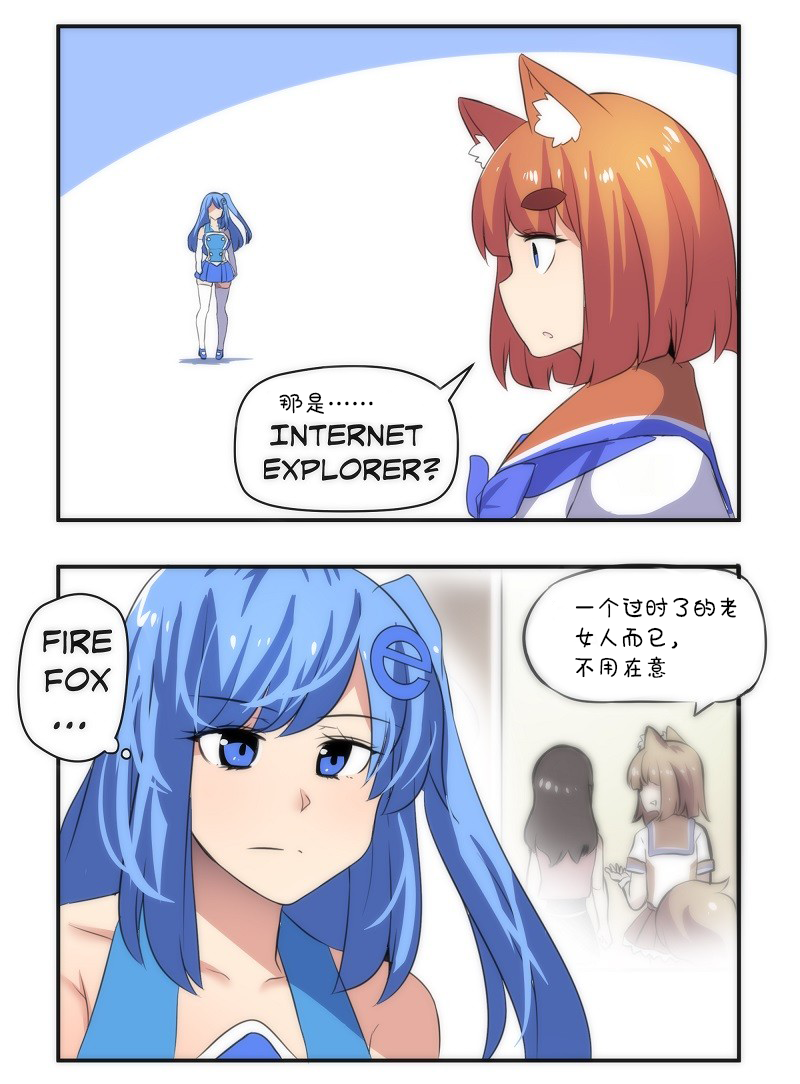 那是……
INTERNET
EXPLORER?
FIRE
FOX
...
e
一个过时了的老
女人而已,
不用在意